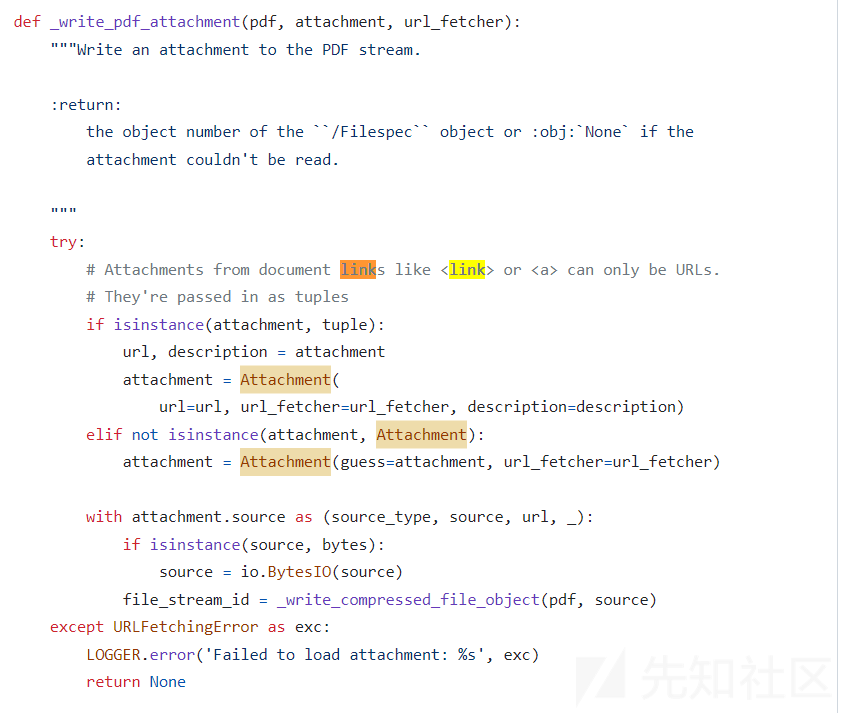 def _write_pdf_attachment(pdf, attachment, url_fetcher):
    """Write an attachment to the PDF stream.

    :return:
        the object number of the ``/Filespec`` object or :obj:`None` if the
        attachment couldn't be read.

    """
    try:
        # Attachments from document links like <link> or <a> can only be URLs.
        # They're passed in as tuples
        if isinstance(attachment, tuple):
            url, description = attachment
            attachment = Attachment(
                url=url, url_fetcher=url_fetcher, description=description)
        elif not isinstance(attachment, Attachment):
            attachment = Attachment(guess=attachment, url_fetcher=url_fetcher)

        with attachment.source as (source_type, source, url, _):
            if isinstance(source, bytes):
                source = io.BytesIO(source)
            file_stream_id = _write_compressed_file_object(pdf, source)
    except URLFetchingError as exc:
        LOGGER.error('Failed to load attachment: %s', exc)
        return None
先知社区